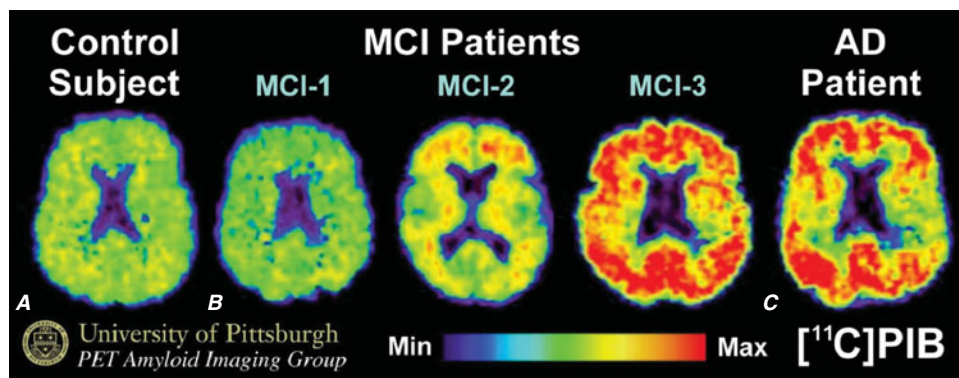 Control Subject
MCI Patients
AD Patient
MCI-1
MCI-2
MCI-3
A
B
C
University of Pittsburgh
PET Amyloid Imaging Group
Min
Max
[¹¹C]PIB